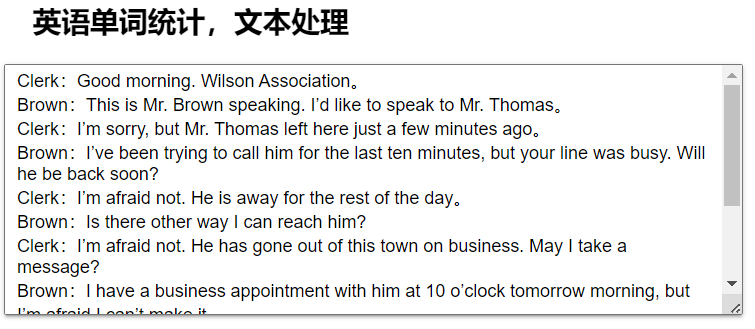 英语单词统计，文本处理
Clerk：Good morning. Wilson Association。
Brown：This is Mr. Brown speaking. I’d like to speak to Mr. Thomas。
Clerk：I’m sorry, but Mr. Thomas left here just a few minutes ago。
Brown：I’ve been trying to call him for the last ten minutes, but your line was busy. Will
he be back soon?
Clerk：I’m afraid not. He is away for the rest of the day。
Brown：Is there other way I can reach him?
Clerk：I’m afraid not. He has gone out of this town on business. May I take a
message?
Brown：I have a business appointment with him at 10 o’clock tomorrow morning, but
I’m afraid I can’t make it